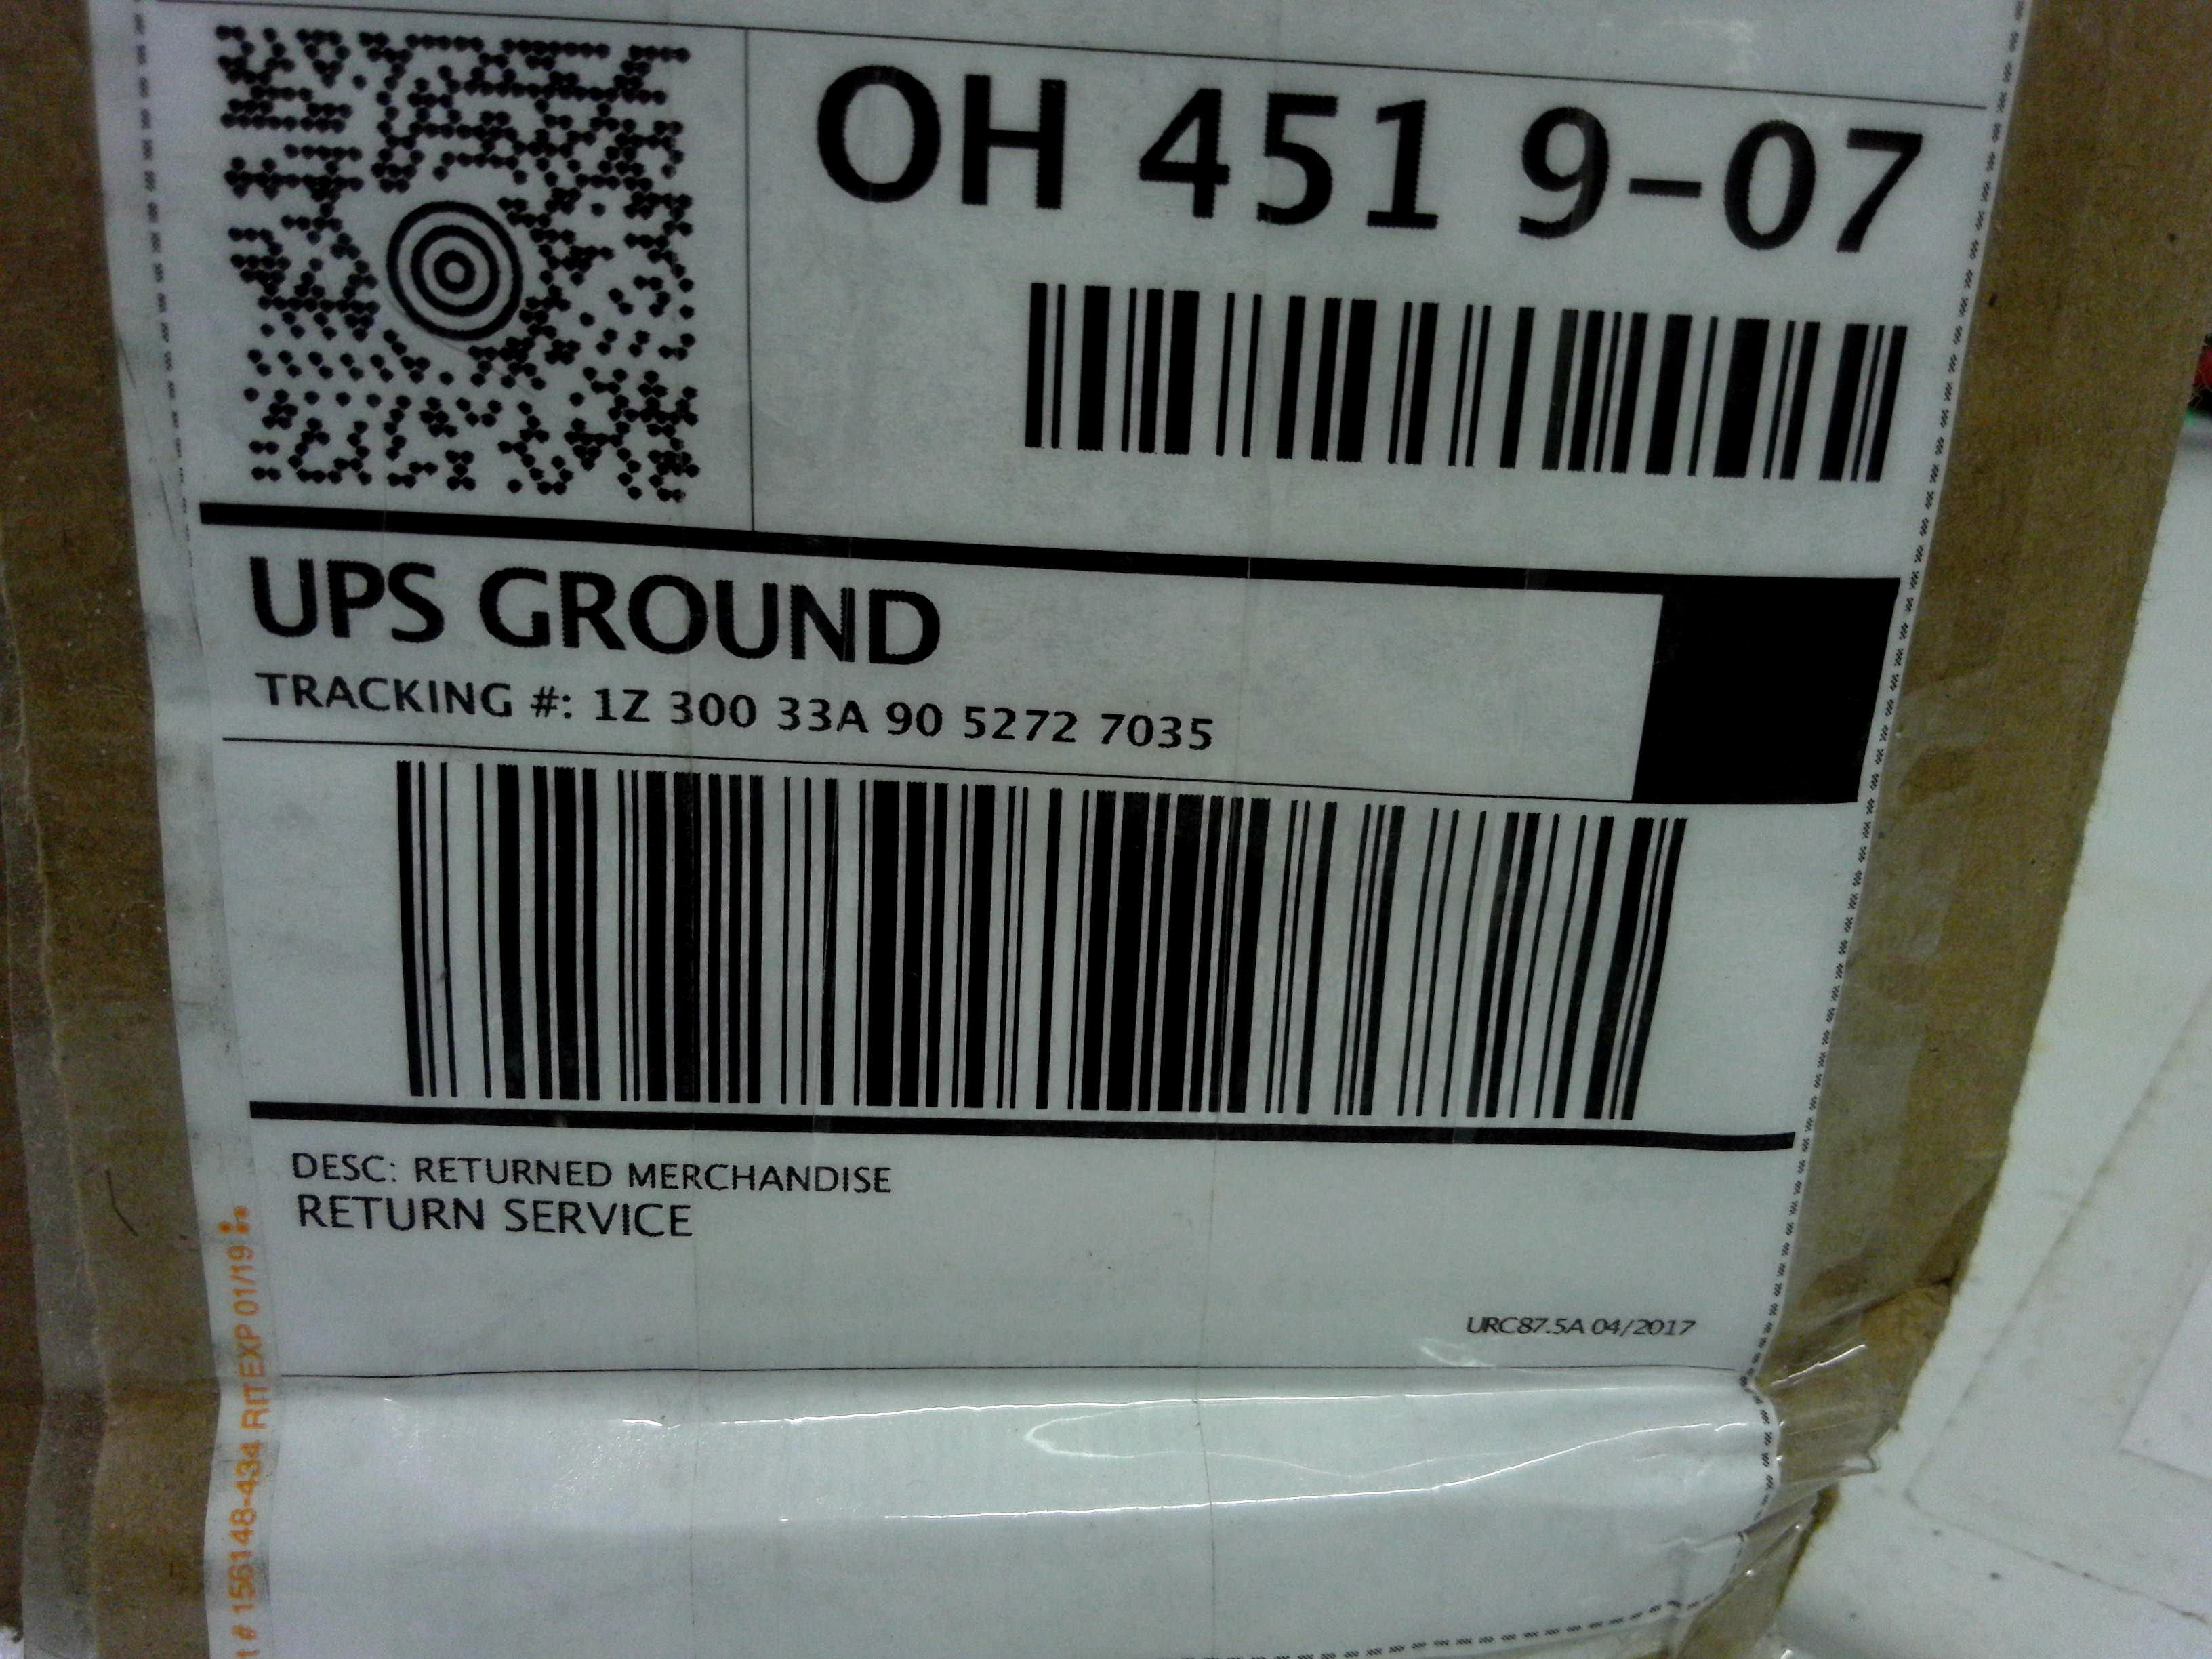 OH 451 9-07
UPS GROUND
TRACKING #: 1Z 300 33A 90 5272 7035
DESC: RETURNED MERCHANDISE
RETURN SERVICE
URC87.5A 04/2017
# 156148-434 RITEXP 01/19